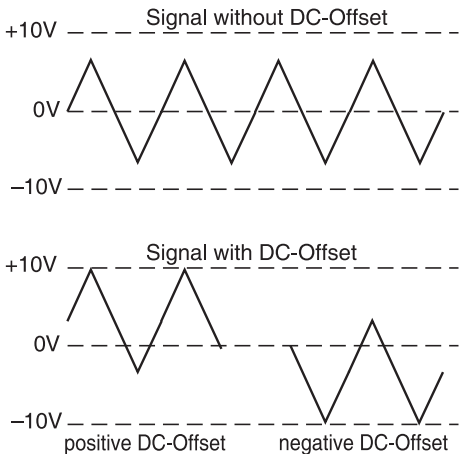 Signal without DC-Offset
+10V
0V
–10V
Signal with DC-Offset
+10V
0V
–10V
positive DC-Offset negative DC-Offset